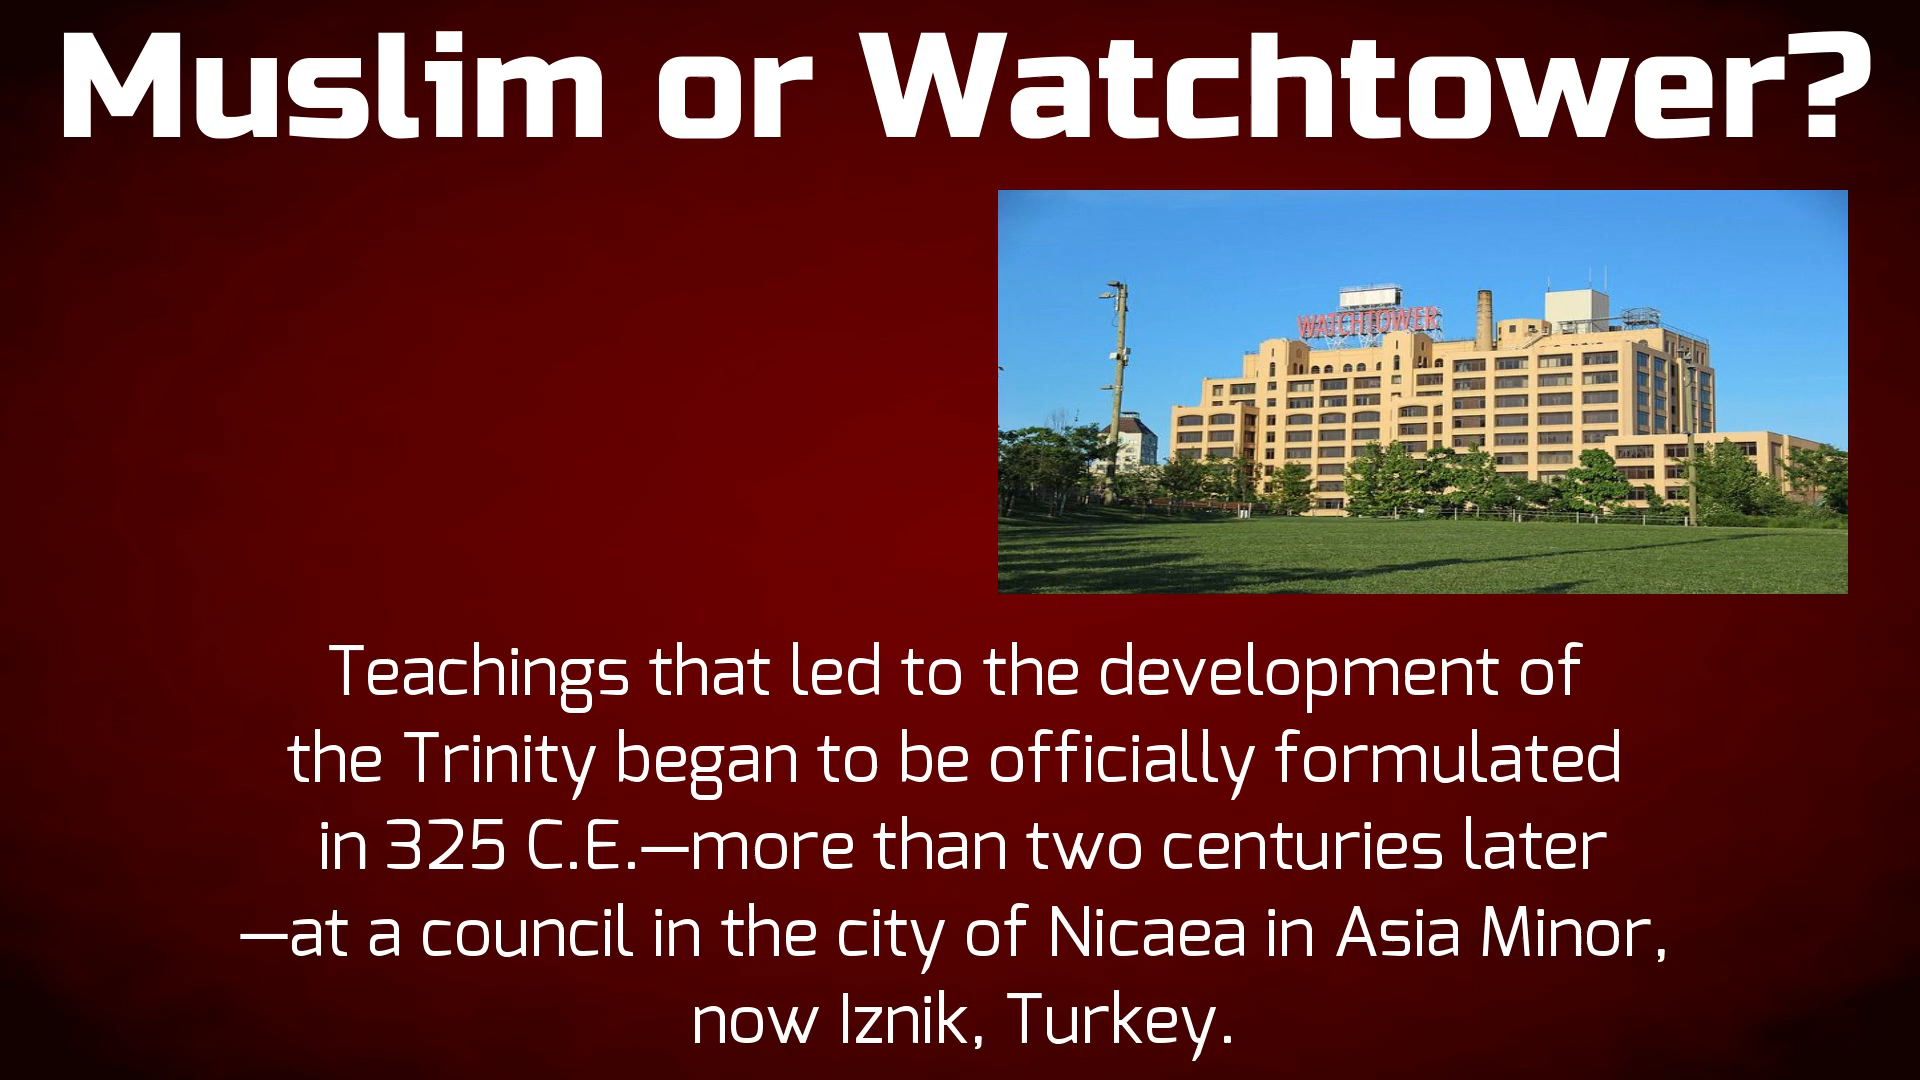 Muslim or Watchtower?
WATCHTOWER
Teachings that led to the development of
the Trinity began to be officially formulated
in 325 C.E.—more than two centuries later
—at a council in the city of Nicaea in Asia Minor,
now Iznik, Turkey.